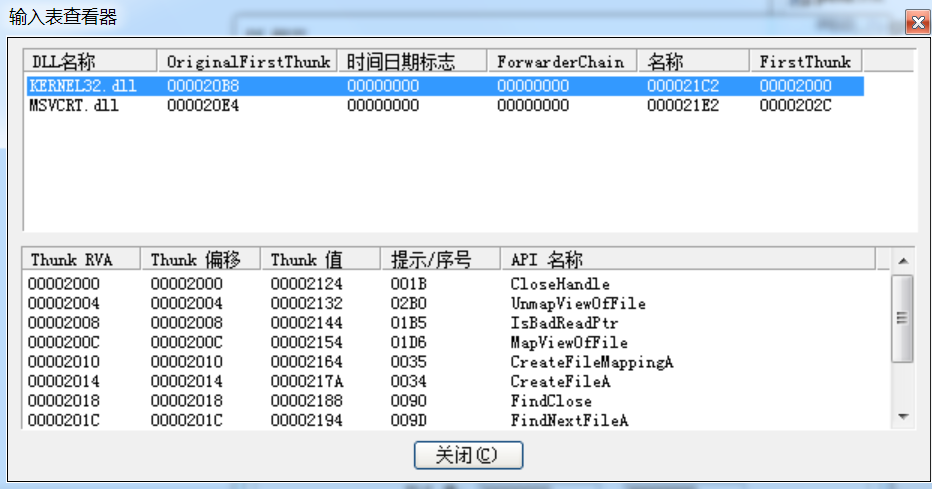 输入表查看器
DLL名称 OriginalFirstThunk 时间日期标志 ForwarderChain 名称 FirstThunk
KERNEL32.dll 000020B8 00000000 00000000 000021C2 00002000
MSVCRT.dll 000020E4 00000000 00000000 000021E2 0000202C
Thunk RVA Thunk 偏移 Thunk 值 提示/序号 API 名称
00002000 00002000 00002124 001B CloseHandle
00002004 00002004 00002132 02B0 UnmapViewOfFile
00002008 00002008 00002144 01B5 IsBadReadPtr
0000200C 0000200C 00002154 01D6 MapViewOfFile
00002010 00002010 00002164 0035 CreateFileMappingA
00002014 00002014 0000217A 0034 CreateFileA
00002018 00002018 00002188 0090 FindClose
0000201C 0000201C 00002194 009D FindNextFileA
关闭(C)